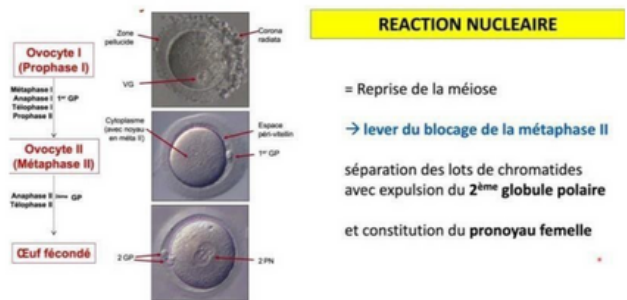 Ovocyte I
(Prophase I)
Métaphase I
Anaphase I 1er GP
Télophase I
Prophase II
Ovocyte II
(Métaphase II)
Anaphase II 2ème GP
Télophase II
Œuf fécondé
Zone
pellucide
Corona
radiata
VG
Cytoplasme
(avec noyau
en méta II)
Espace
péri-vitellin
1er GP
2 GP
2 PN
REACTION NUCLEAIRE
= Reprise de la méiose
→ lever du blocage de la métaphase II
séparation des lots de chromatides
avec expulsion du 2ème globule polaire
et constitution du pronoyau femelle